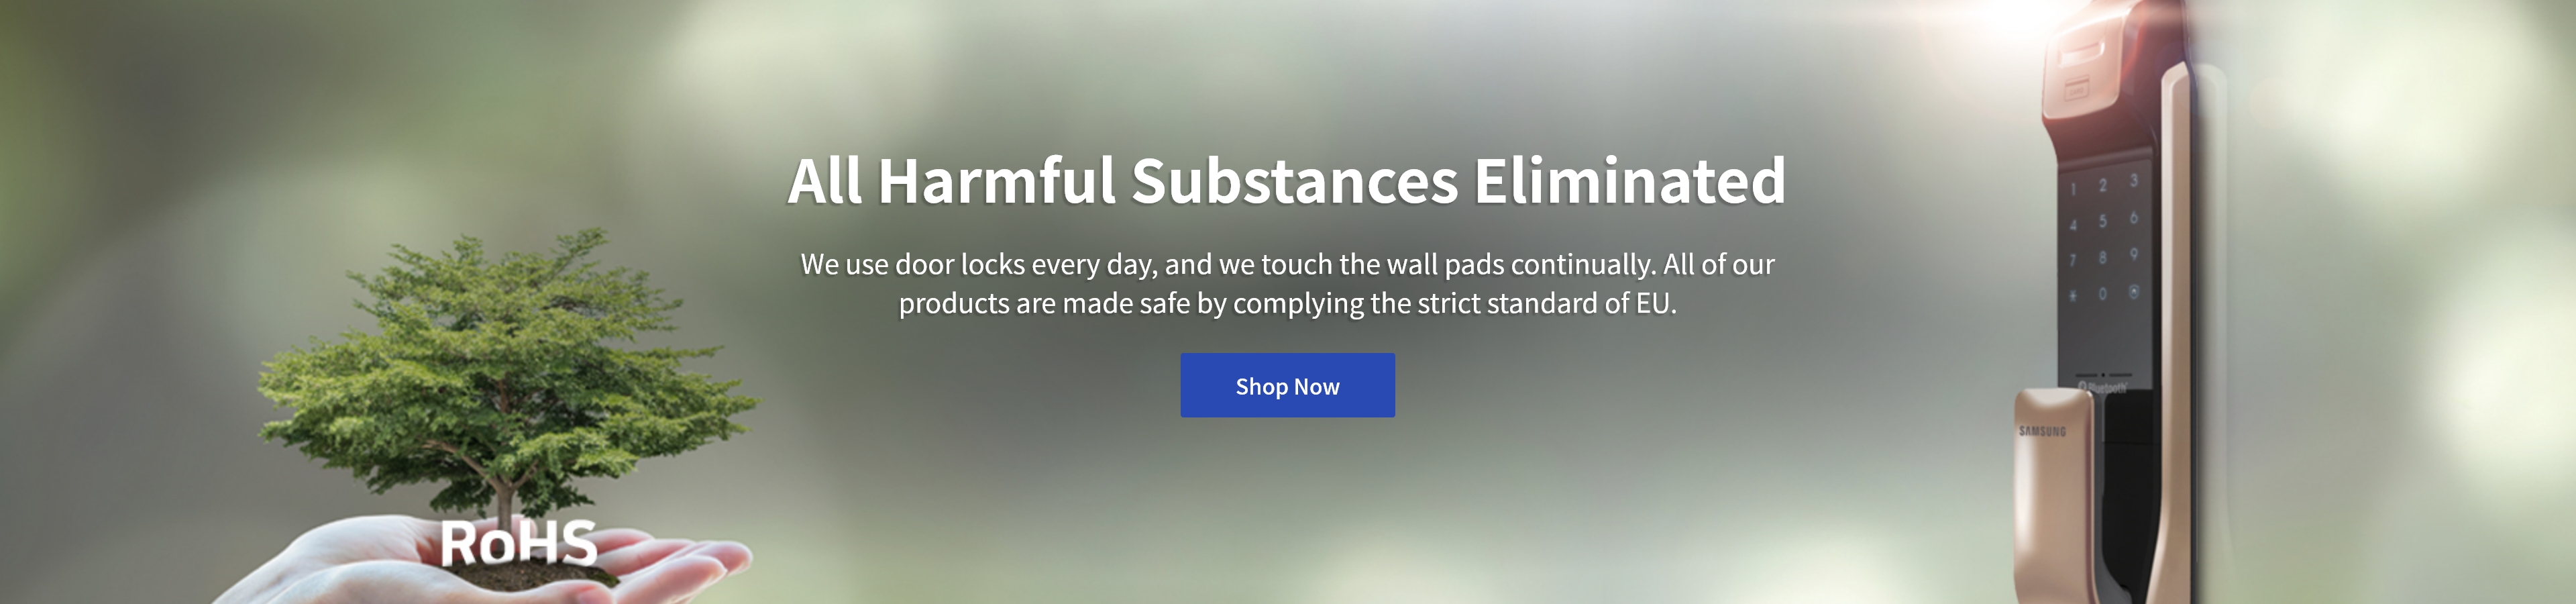 All Harmful Substances Eliminated
We use door locks every day, and we touch the wall pads continually. All of our
products are made safe by complying the strict standard of EU.
Shop Now
RoHS
1 2 3
4 5 6
7 8 9
* 0
Bluetooth
SAMSUNG